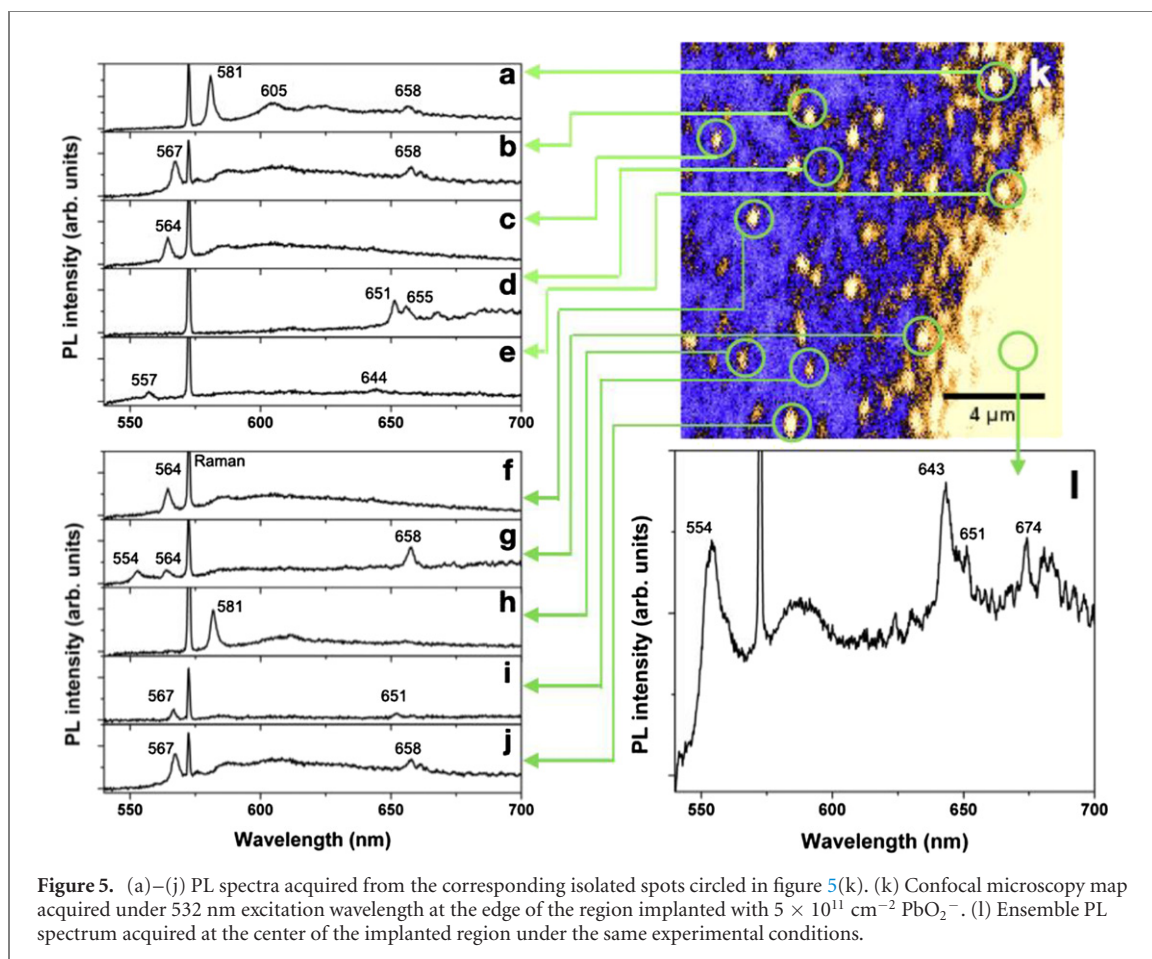 581
605
658
a
567
658
b
564
c
651
655
d
557
644
e
PL intensity (arb. units)
550 600 650 700
k
4 μm
564
Raman
f
554 564
658
g
581
h
567
651
i
567
658
j
PL intensity (arb. units)
550 600 650 700
Wavelength (nm)
554
643
651
674
l
PL intensity (arb. units)
550 600 650 700
Wavelength (nm)
Figure 5. (a)–(j) PL spectra acquired from the corresponding isolated spots circled in figure 5(k). (k) Confocal microscopy map
acquired under 532 nm excitation wavelength at the edge of the region implanted with 5 × 10¹¹ cm⁻² PbO₂⁻. (l) Ensemble PL
spectrum acquired at the center of the implanted region under the same experimental conditions.